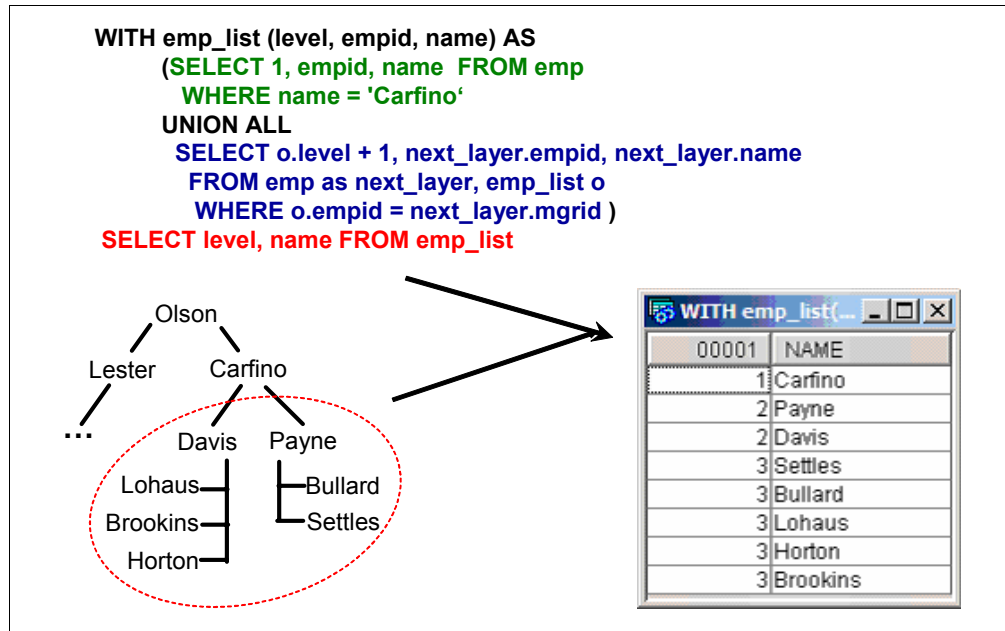 WITH emp_list (level, empid, name) AS
(SELECT 1, empid, name FROM emp
WHERE name = 'Carfino‘
UNION ALL
SELECT o.level + 1, next_layer.empid, next_layer.name
FROM emp as next_layer, emp_list o
WHERE o.empid = next_layer.mgrid )
SELECT level, name FROM emp_list
Olson
Lester
Carfino
...
Davis
Payne
Lohaus
Bullard
Brookins
Settles
Horton
WITH emp_list(...
00001 NAME
1 Carfino
2 Payne
2 Davis
3 Settles
3 Bullard
3 Lohaus
3 Horton
3 Brookins